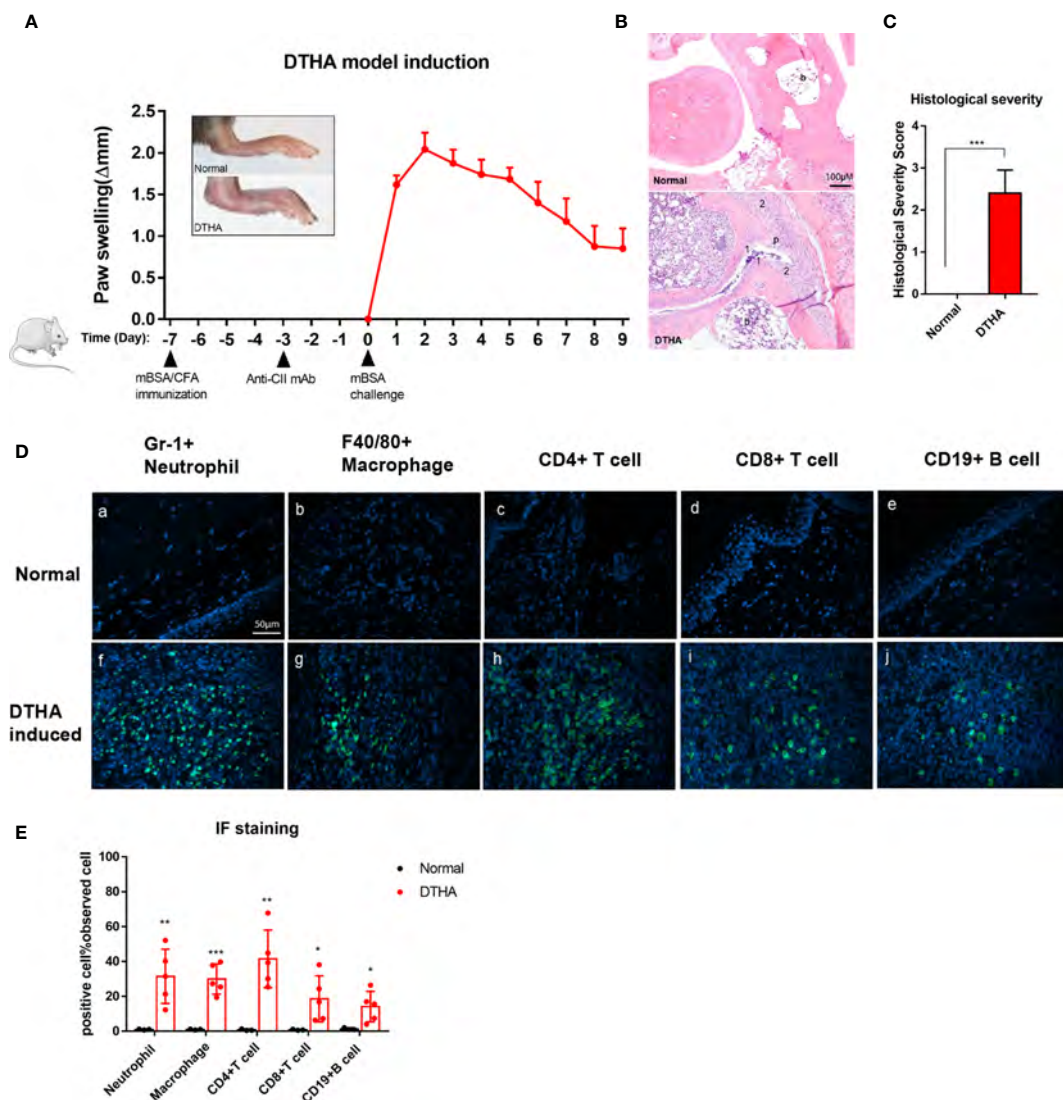 A
DTHA model induction
Paw swelling(Δmm)
2.5
2.0
1.5
1.0
0.5
0.0
Normal
DTHA
Time (Day): -7 -6 -5 -4 -3 -2 -1 0 1 2 3 4 5 6 7 8 9
mBSA/CFA
immunization
Anti-CII mAb
mBSA
challenge
B
b
Normal
100µM
2
p
1
1
2
b
DTHA
C
Histological severity
Histological Severity Score
4
3
2
1
0
***
Normal
DTHA
D
Gr-1+
Neutrophil
F40/80+
Macrophage
CD4+ T cell
CD8+ T cell
CD19+ B cell
Normal
a
b
c
d
e
50µm
DTHA
induced
f
g
h
i
j
E
IF staining
positive cell%observed cell
100
80
60
40
20
0
Normal
DTHA
**
***
**
*
*
Neutrophil
Macrophage
CD4+T cell
CD8+T cell
CD19+B cell